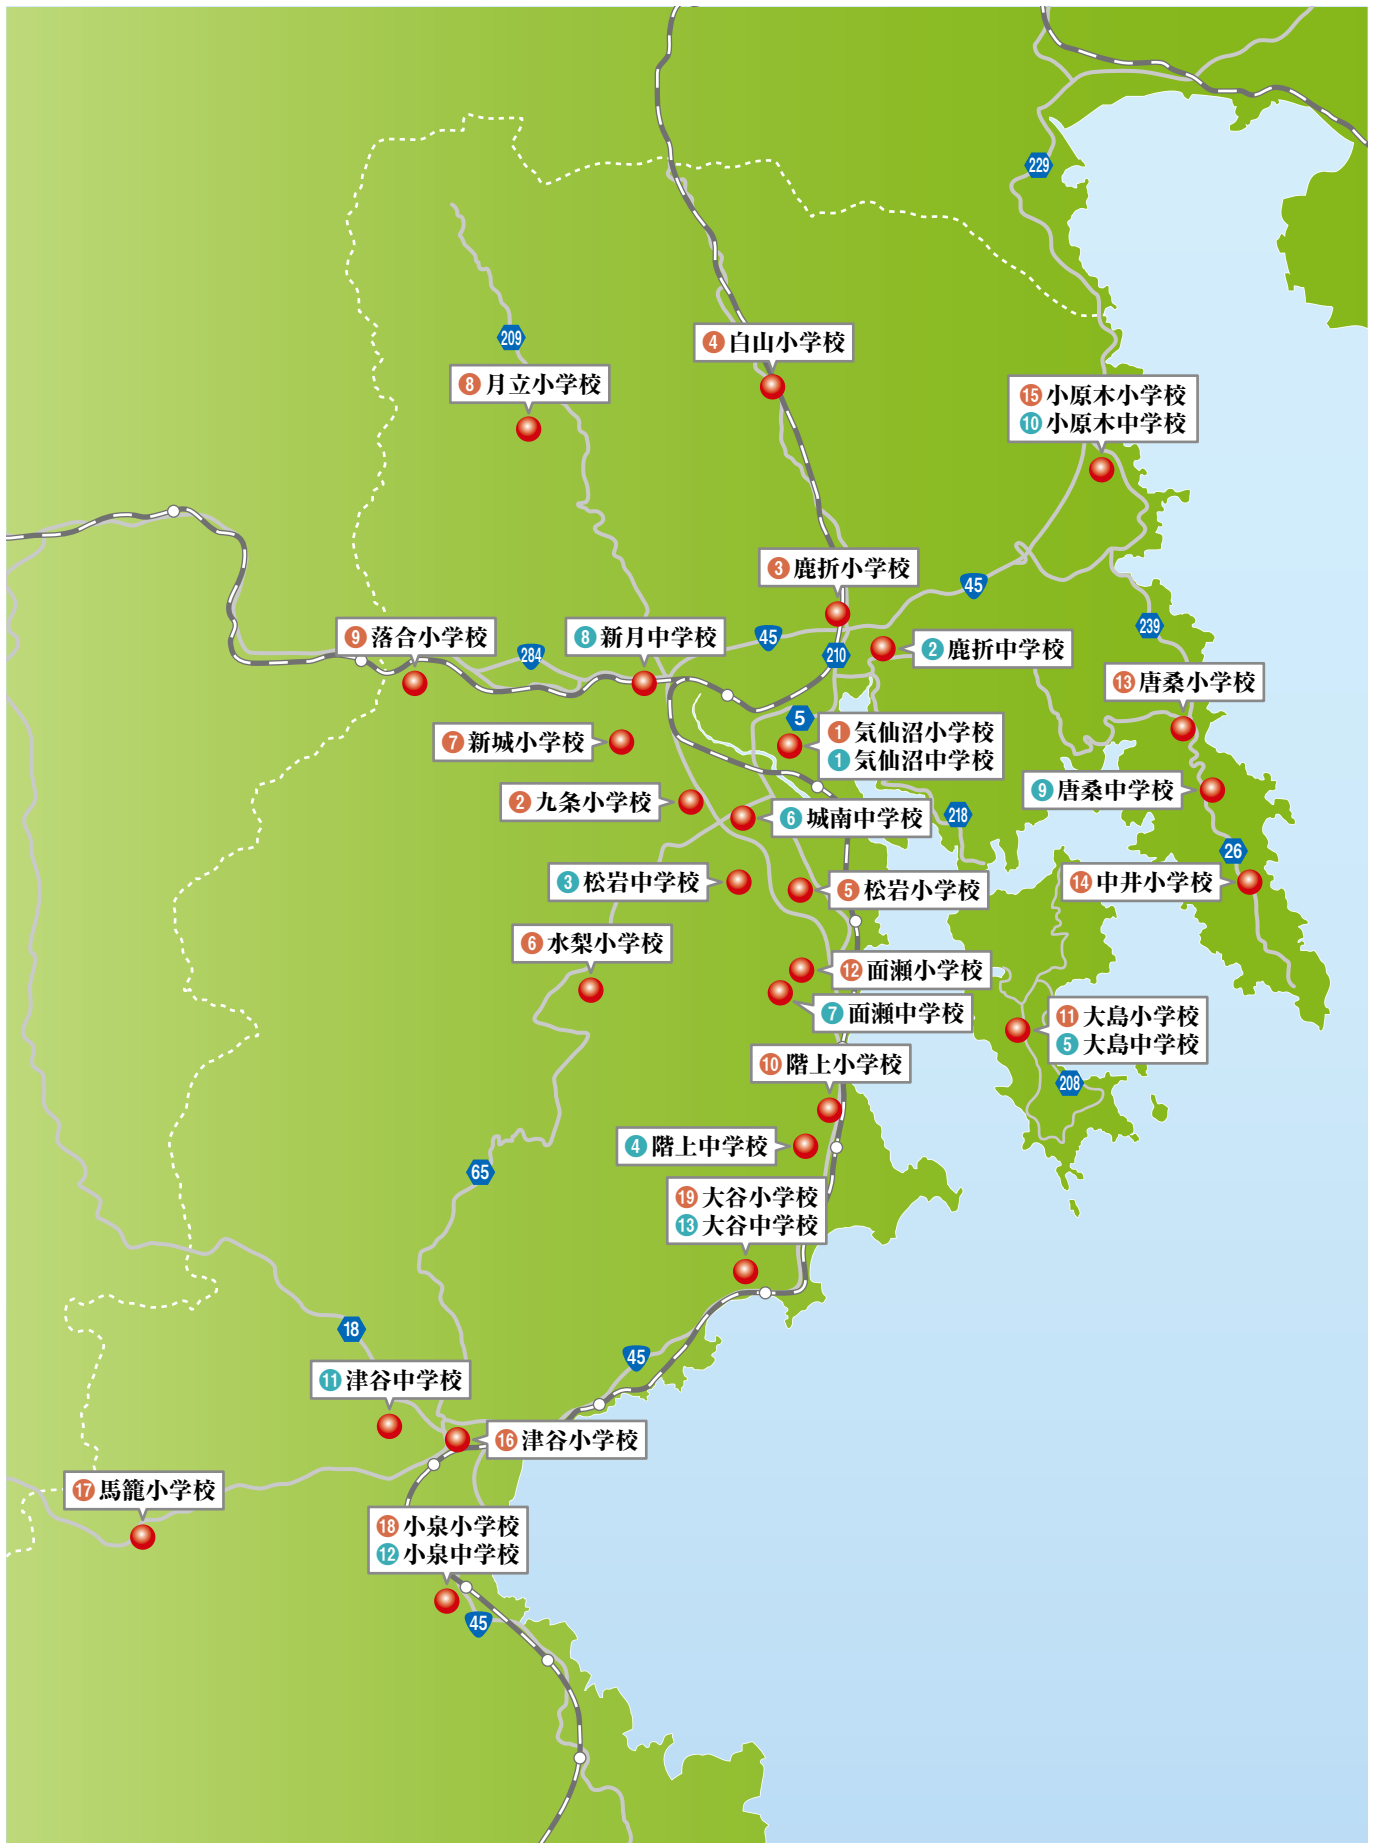 229
209
4 白山小学校
8 月立小学校
15 小原木小学校
10 小原木中学校
3 鹿折小学校
45
239
9 落合小学校
8 新月中学校
45
284
210
2 鹿折中学校
13 唐桑小学校
5
7 新城小学校
1 気仙沼小学校
1 気仙沼中学校
9 唐桑中学校
2 九条小学校
6 城南中学校
218
26
3 松岩中学校
5 松岩小学校
14 中井小学校
6 水梨小学校
12 面瀬小学校
7 面瀬中学校
11 大島小学校
5 大島中学校
208
10 階上小学校
4 階上中学校
65
19 大谷小学校
13 大谷中学校
18
45
11 津谷中学校
16 津谷小学校
17 馬籠小学校
18 小泉小学校
12 小泉中学校
45